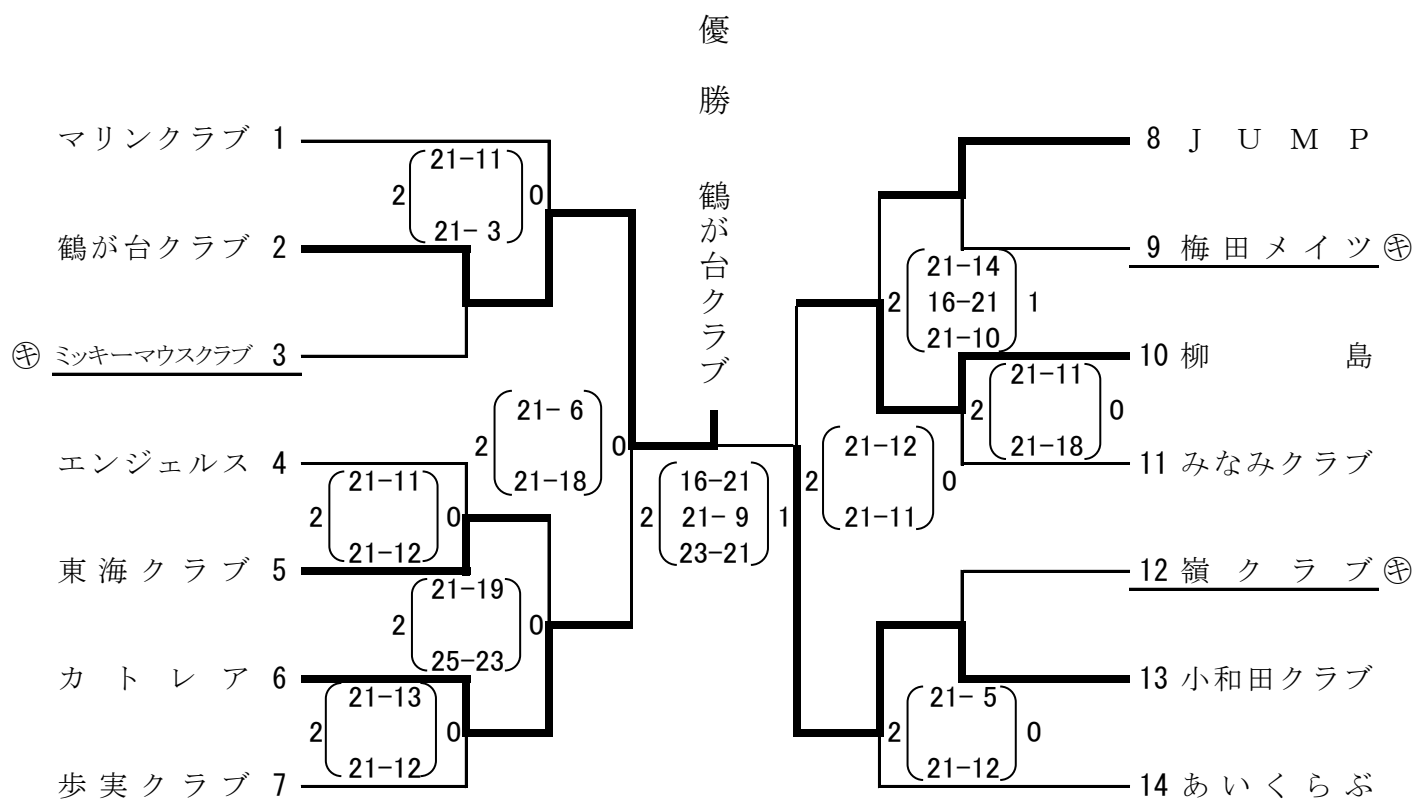 優勝 鶴が台クラブ
マリンクラブ 1
21-11
2 0
21- 3
鶴が台クラブ 2
㋖ ミッキーマウスクラブ 3
21- 6
2 0
21-18
エンジェルス 4
21-11
2 0
21-12
東海クラブ 5
21-19
2 0
25-23
カトレア 6
21-13
2 0
21-12
歩実クラブ 7
16-21
2 21- 9 1
23-21
8 JUMP
9 梅田メイツ ㋖
21-14
2 16-21 1
21-10
10 柳島
21-11
2 0
21-18
11 みなみクラブ
21-12
2 0
21-11
12 嶺クラブ ㋖
13 小和田クラブ
21- 5
2 0
21-12
14 あいくらぶ